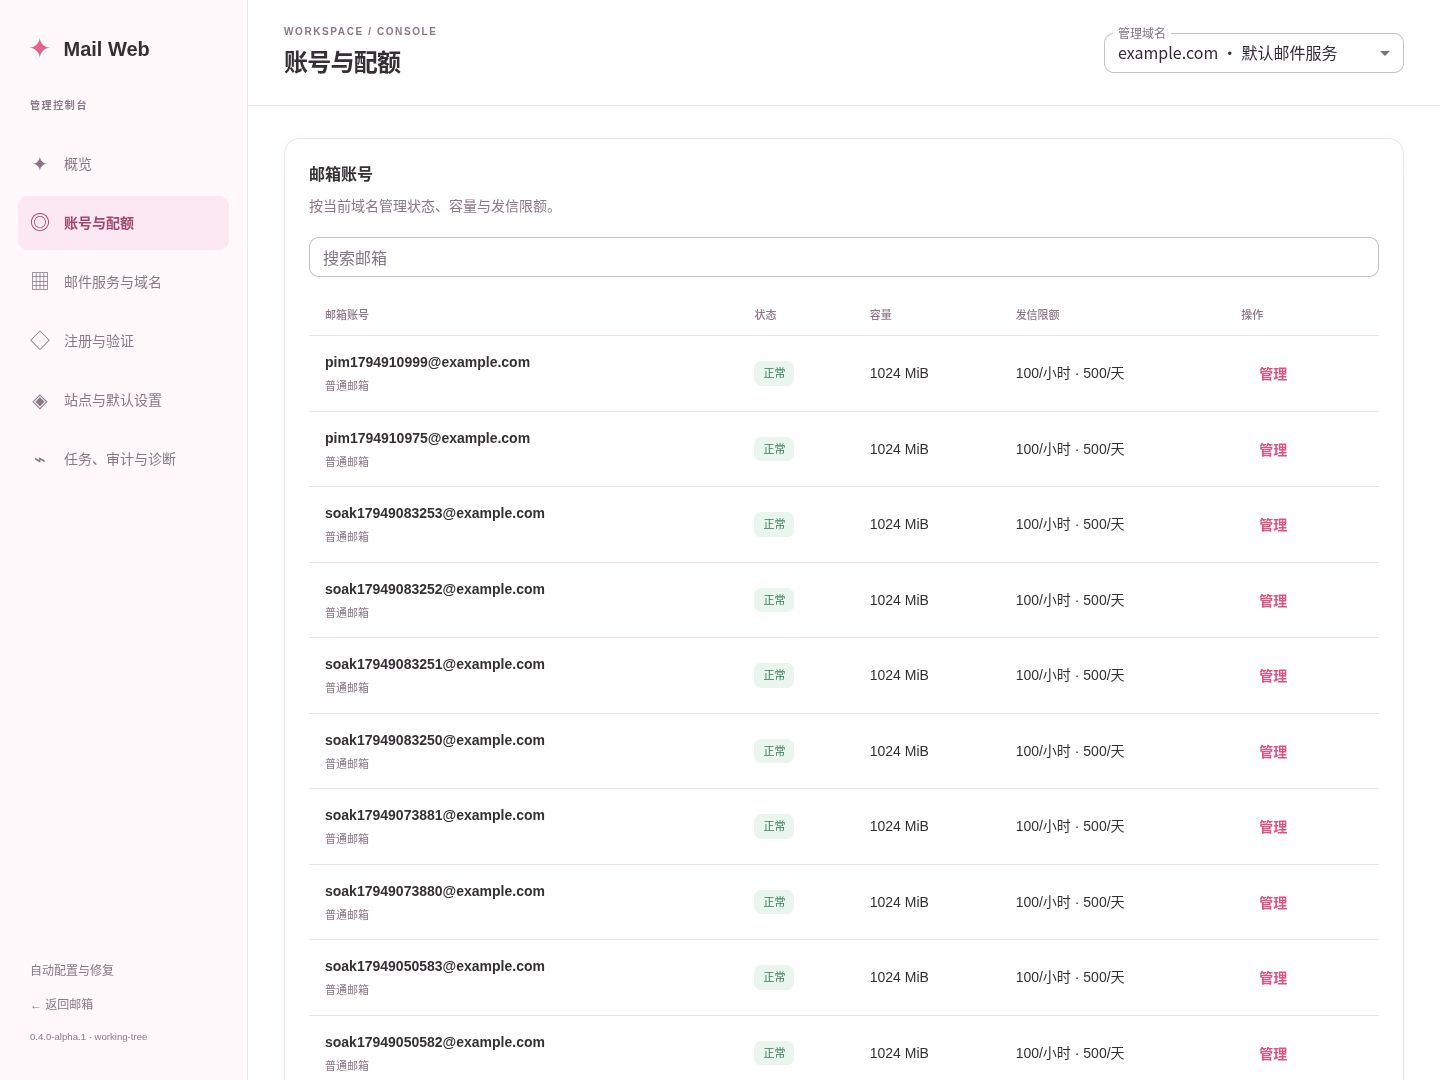 Mail Web
管理控制台
概览
账号与配额
邮件服务与域名
注册与验证
站点与默认设置
任务、审计与诊断
自动配置与修复
← 返回邮箱
0.4.0-alpha.1 · working-tree
WORKSPACE / CONSOLE
账号与配额
管理域名
example.com · 默认邮件服务
邮箱账号
按当前域名管理状态、容量与发信限额。
搜索邮箱
邮箱账号 状态 容量 发信限额 操作
pim1794910999@example.com
普通邮箱
正常 1024 MiB 100/小时 · 500/天 管理
pim1794910975@example.com
普通邮箱
正常 1024 MiB 100/小时 · 500/天 管理
soak17949083253@example.com
普通邮箱
正常 1024 MiB 100/小时 · 500/天 管理
soak17949083252@example.com
普通邮箱
正常 1024 MiB 100/小时 · 500/天 管理
soak17949083251@example.com
普通邮箱
正常 1024 MiB 100/小时 · 500/天 管理
soak17949083250@example.com
普通邮箱
正常 1024 MiB 100/小时 · 500/天 管理
soak17949073881@example.com
普通邮箱
正常 1024 MiB 100/小时 · 500/天 管理
soak17949073880@example.com
普通邮箱
正常 1024 MiB 100/小时 · 500/天 管理
soak17949050583@example.com
普通邮箱
正常 1024 MiB 100/小时 · 500/天 管理
soak17949050582@example.com
普通邮箱
正常 1024 MiB 100/小时 · 500/天 管理